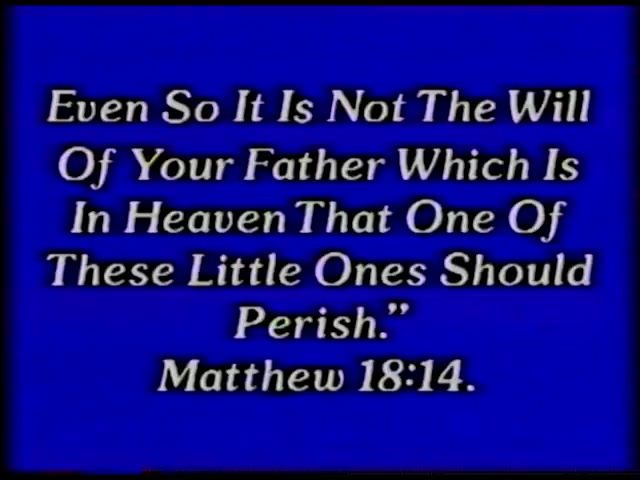 Even So It Is Not The Will
Of Your Father Which Is
In Heaven That One Of
These Little Ones Should
Perish.”
Matthew 18:14.